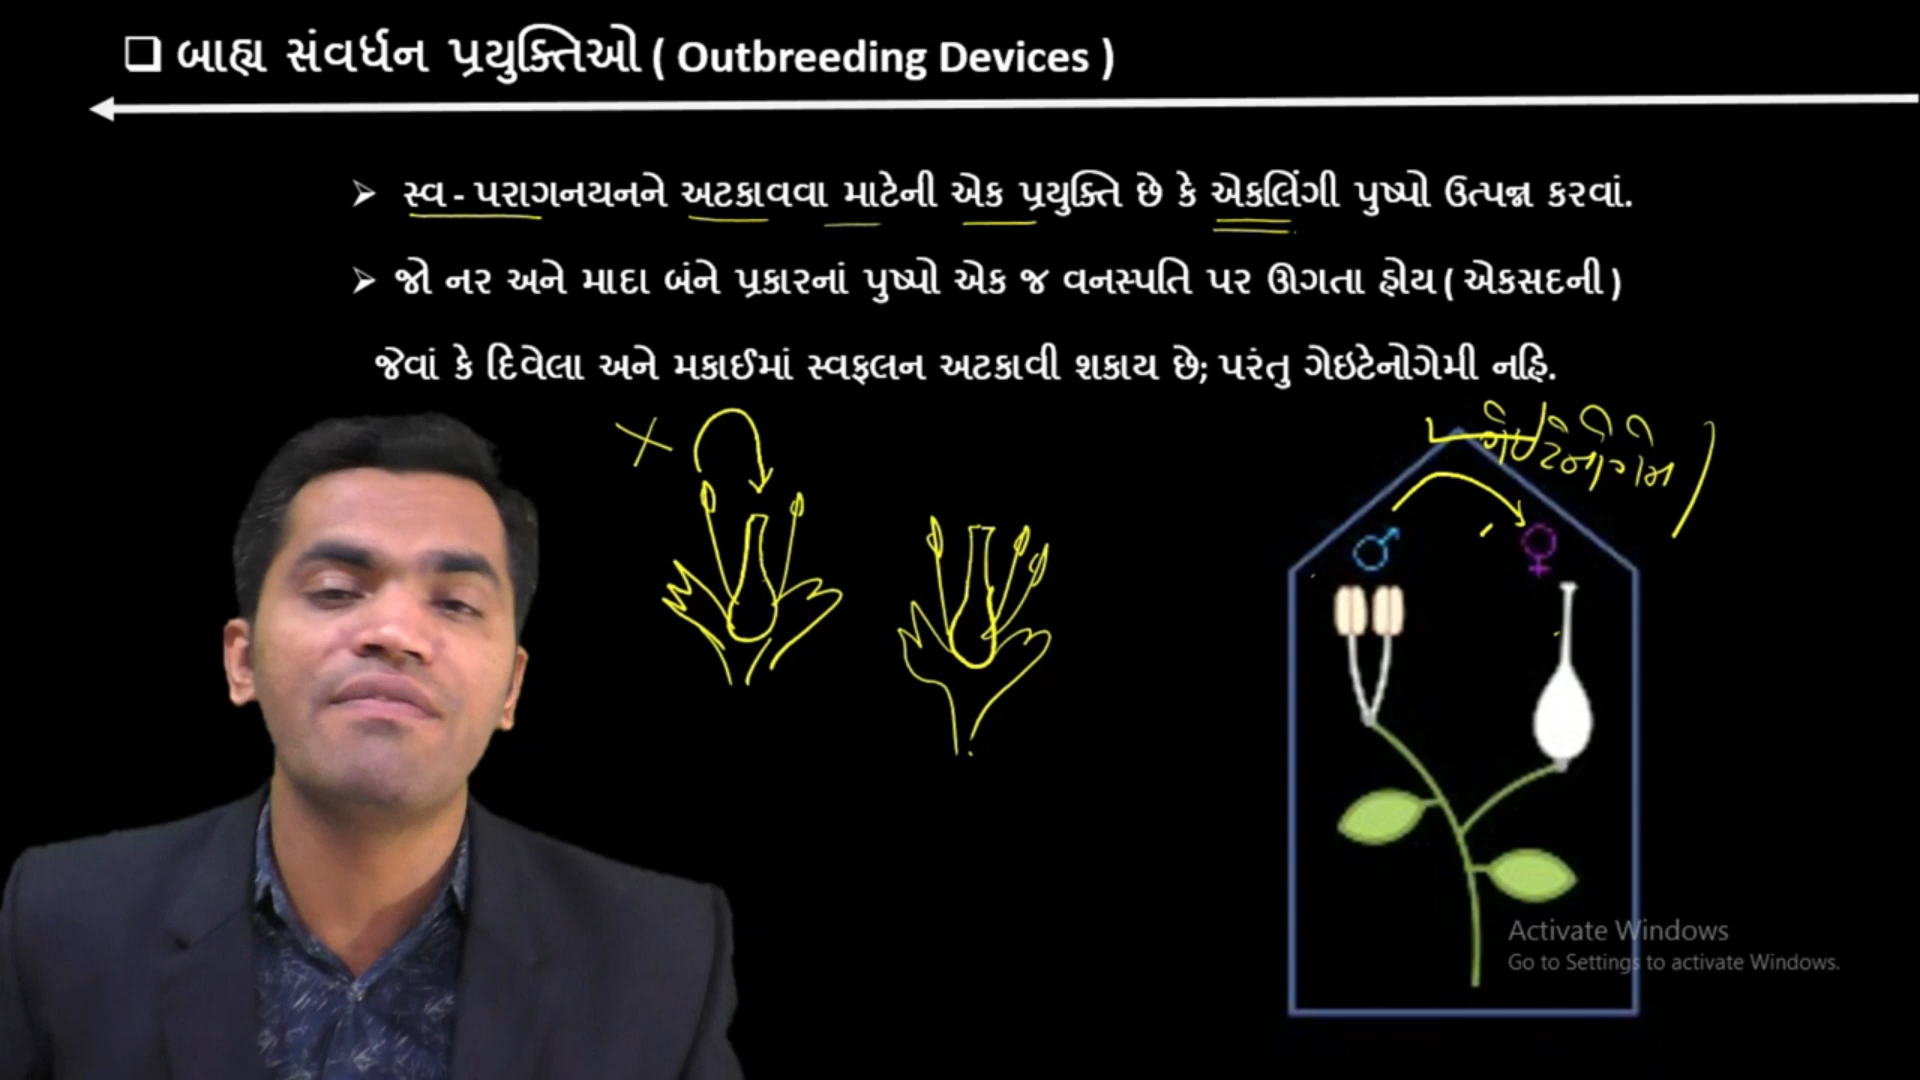 ❑ બાહ્ય સંવર્ધન પ્રયુક્તિઓ ( Outbreeding Devices )
➢ સ્વ - પરાગનયનને અટકાવવા માટેની એક પ્રયુક્તિ છે કે એકલિંગી પુષ્પો ઉત્પન્ન કરવાં.
➢ જો નર અને માદા બંને પ્રકારનાં પુષ્પો એક જ વનસ્પતિ પર ઊગતા હોય ( એકસદની )
જેવાં કે દિવેલા અને મકાઈમાં સ્વફલન અટકાવી શકાય છે; પરંતુ ગેઇટેનોગેમી નહિ.
Activate Windows
Go to Settings to activate Windows.